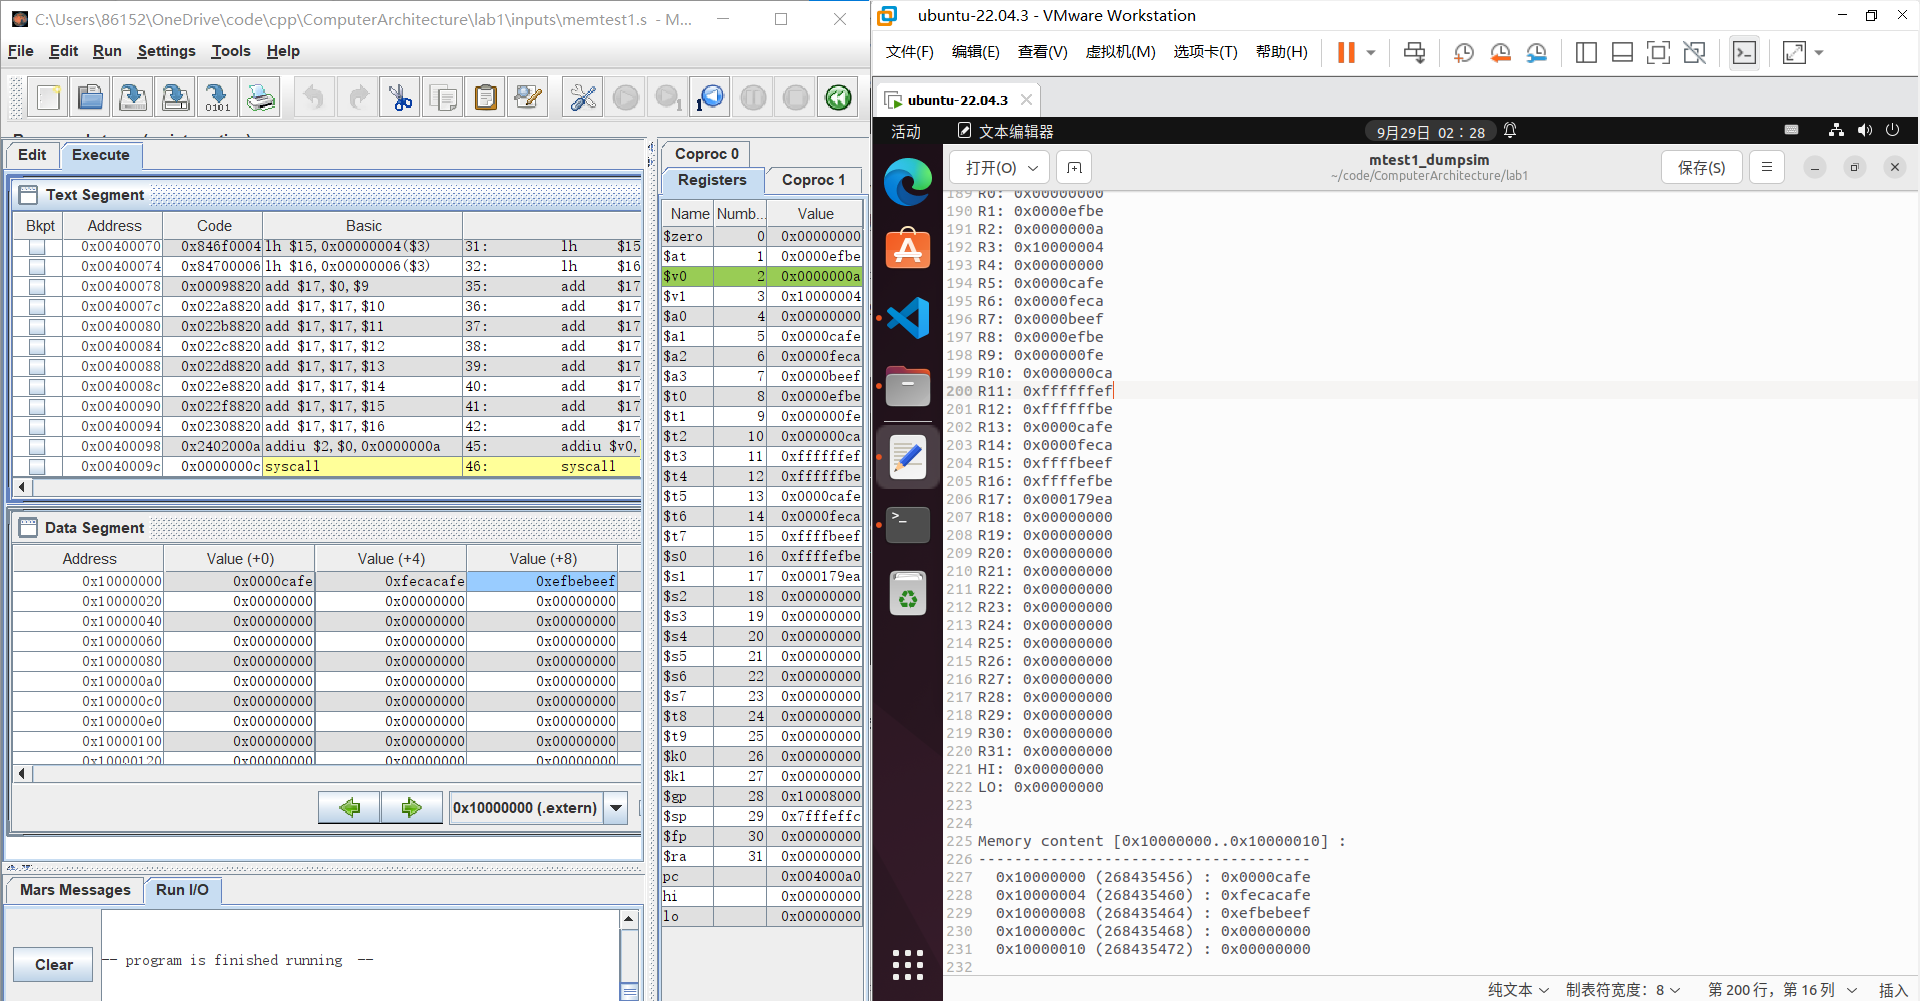 C:\Users\86152\OneDrive\code\cpp\ComputerArchitecture\lab1\inputs\memtest1.s - M...
File Edit Run Settings Tools Help
Edit Execute
Text Segment
Bkpt Address Code Basic
0x00400070 0x846f0004 lh $15,0x00000004($3) 31: lh $15
0x00400074 0x84700006 lh $16,0x00000006($3) 32: lh $16
0x00400078 0x00098820 add $17,$0,$9 35: add $17
0x0040007c 0x022a8820 add $17,$17,$10 36: add $17
0x00400080 0x022b8820 add $17,$17,$11 37: add $17
0x00400084 0x022c8820 add $17,$17,$12 38: add $17
0x00400088 0x022d8820 add $17,$17,$13 39: add $17
0x0040008c 0x022e8820 add $17,$17,$14 40: add $17
0x00400090 0x022f8820 add $17,$17,$15 41: add $17
0x00400094 0x02308820 add $17,$17,$16 42: add $17
0x00400098 0x2402000a addiu $2,$0,0x0000000a 45: addiu $v0,
0x0040009c 0x0000000c syscall 46: syscall
Data Segment
Address Value (+0) Value (+4) Value (+8)
0x10000000 0x0000cafe 0xfecacafe 0xefbebeef
0x10000020 0x00000000 0x00000000 0x00000000
0x10000040 0x00000000 0x00000000 0x00000000
0x10000060 0x00000000 0x00000000 0x00000000
0x10000080 0x00000000 0x00000000 0x00000000
0x100000a0 0x00000000 0x00000000 0x00000000
0x100000c0 0x00000000 0x00000000 0x00000000
0x100000e0 0x00000000 0x00000000 0x00000000
0x10000100 0x00000000 0x00000000 0x00000000
0x10000120 0x00000000 0x00000000 0x00000000
0x10000000 (.extern)
Mars Messages Run I/O
Clear
-- program is finished running --
Coproc 0
Registers Coproc 1
Name Numb... Value
$zero 0 0x00000000
$at 1 0x0000efbe
$v0 2 0x0000000a
$v1 3 0x10000004
$a0 4 0x00000000
$a1 5 0x0000cafe
$a2 6 0x0000feca
$a3 7 0x0000beef
$t0 8 0x0000efbe
$t1 9 0x000000fe
$t2 10 0x000000ca
$t3 11 0xffffffef
$t4 12 0xffffffbe
$t5 13 0x0000cafe
$t6 14 0x0000feca
$t7 15 0xffffbeef
$s0 16 0xffffefbe
$s1 17 0x000179ea
$s2 18 0x00000000
$s3 19 0x00000000
$s4 20 0x00000000
$s5 21 0x00000000
$s6 22 0x00000000
$s7 23 0x00000000
$t8 24 0x00000000
$t9 25 0x00000000
$k0 26 0x00000000
$k1 27 0x00000000
$gp 28 0x10008000
$sp 29 0x7fffeffc
$fp 30 0x00000000
$ra 31 0x00000000
pc 0x004000a0
hi 0x00000000
lo 0x00000000
ubuntu-22.04.3 - VMware Workstation
文件(F) 编辑(E) 查看(V) 虚拟机(M) 选项卡(T) 帮助(H)
ubuntu-22.04.3
活动 文本编辑器 9月29日 02：28
打开(O) mtest1_dumpsim 保存(S)
~/code/ComputerArchitecture/lab1
189 R0: 0x00000000
190 R1: 0x0000efbe
191 R2: 0x0000000a
192 R3: 0x10000004
193 R4: 0x00000000
194 R5: 0x0000cafe
195 R6: 0x0000feca
196 R7: 0x0000beef
197 R8: 0x0000efbe
198 R9: 0x000000fe
199 R10: 0x000000ca
200 R11: 0xffffffef
201 R12: 0xffffffbe
202 R13: 0x0000cafe
203 R14: 0x0000feca
204 R15: 0xffffbeef
205 R16: 0xffffefbe
206 R17: 0x000179ea
207 R18: 0x00000000
208 R19: 0x00000000
209 R20: 0x00000000
210 R21: 0x00000000
211 R22: 0x00000000
212 R23: 0x00000000
213 R24: 0x00000000
214 R25: 0x00000000
215 R26: 0x00000000
216 R27: 0x00000000
217 R28: 0x00000000
218 R29: 0x00000000
219 R30: 0x00000000
220 R31: 0x00000000
221 HI: 0x00000000
222 LO: 0x00000000
223
224
225 Memory content [0x10000000..0x10000010] :
226 -------------------------------------
227 0x10000000 (268435456) : 0x0000cafe
228 0x10000004 (268435460) : 0xfecacafe
229 0x10000008 (268435464) : 0xefbebeef
230 0x1000000c (268435468) : 0x00000000
231 0x10000010 (268435472) : 0x00000000
232
纯文本 制表符宽度：8 第 200 行，第 16 列 插入